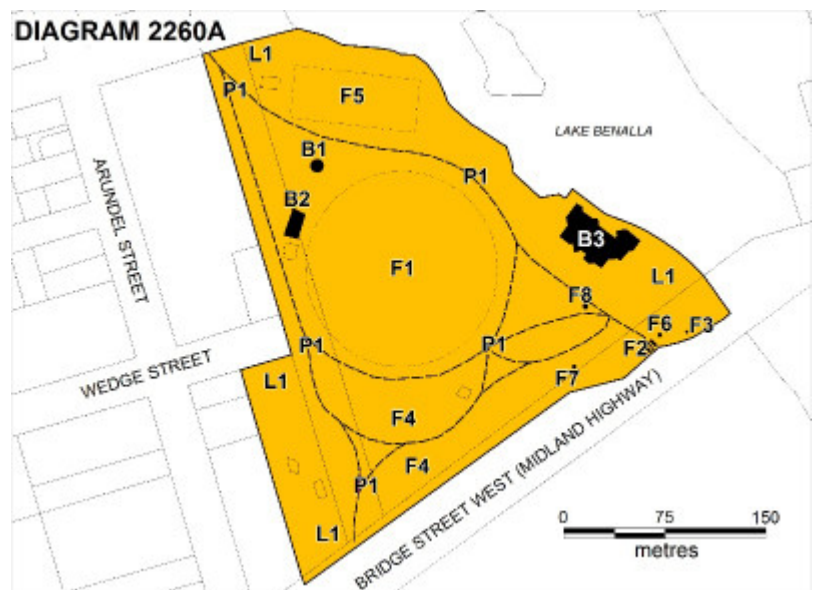 DIAGRAM 2260A
L1
P1
F5
LAKE BENALLA
B1
P1
ARUNDEL STREET
B2
B3
F1
L1
F8
F6
F3
P1
P1
F2
WEDGE STREET
F7
L1
F4
F4
P1
L1
BRIDGE STREET WEST (MIDLAND HIGHWAY)
0 75 150
metres